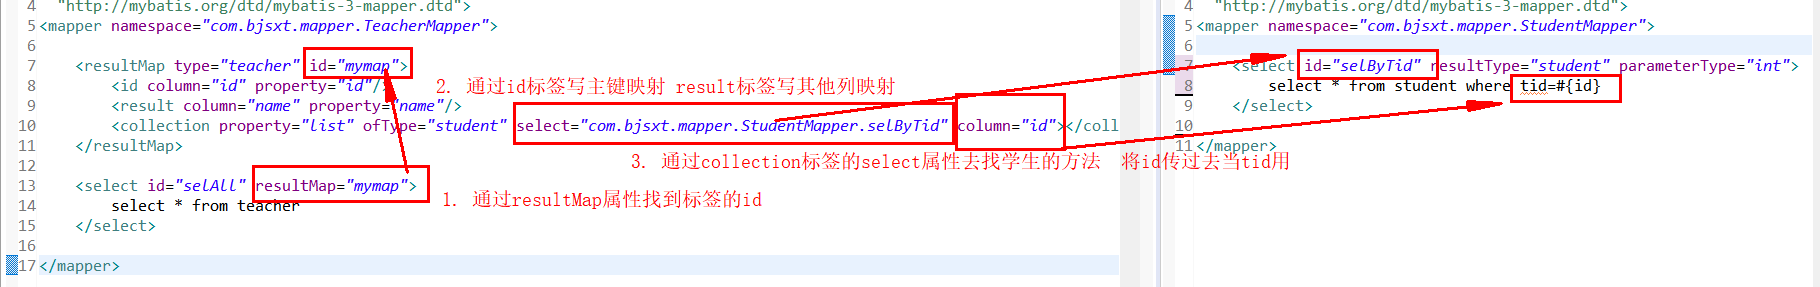 4 "http://mybatis.org/dtd/mybatis-3-mapper.dtd">
5 <mapper namespace="com.bjsxt.mapper.TeacherMapper">
6
7 <resultMap type="teacher" id="mymap">
8 <id column="id" property="id"/>
2. 通过id标签写主键映射 result标签写其他列映射
9 <result column="name" property="name"/>
10 <collection property="list" ofType="student" select="com.bjsxt.mapper.StudentMapper.selByTid" column="id"></coll
11 </resultMap>
3. 通过collection标签的select属性去找学生的方法 将id传过去当tid用
12
13 <select id="selAll" resultMap="mymap">
1. 通过resultMap属性找到标签的id
14 select * from teacher
15 </select>
16
17 </mapper>
4 "http://mybatis.org/dtd/mybatis-3-mapper.dtd">
5 <mapper namespace="com.bjsxt.mapper.StudentMapper">
6
7 <select id="selByTid" resultType="student" parameterType="int">
8 select * from student where tid=#{id}
9 </select>
10
11 </mapper>